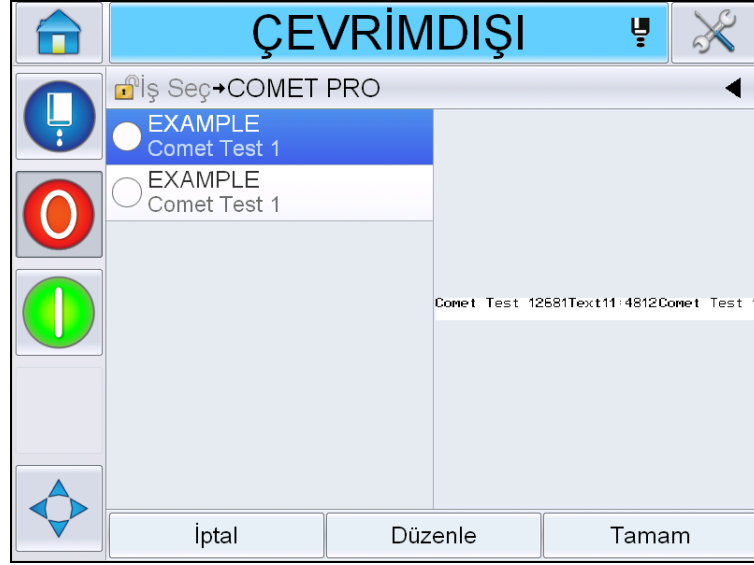 ÇEVRİMDIŞI
İş Seç→COMET PRO
EXAMPLE
Comet Test 1
EXAMPLE
Comet Test 1
Comet Test 12681Text11:4812Comet Test
İptal
Düzenle
Tamam